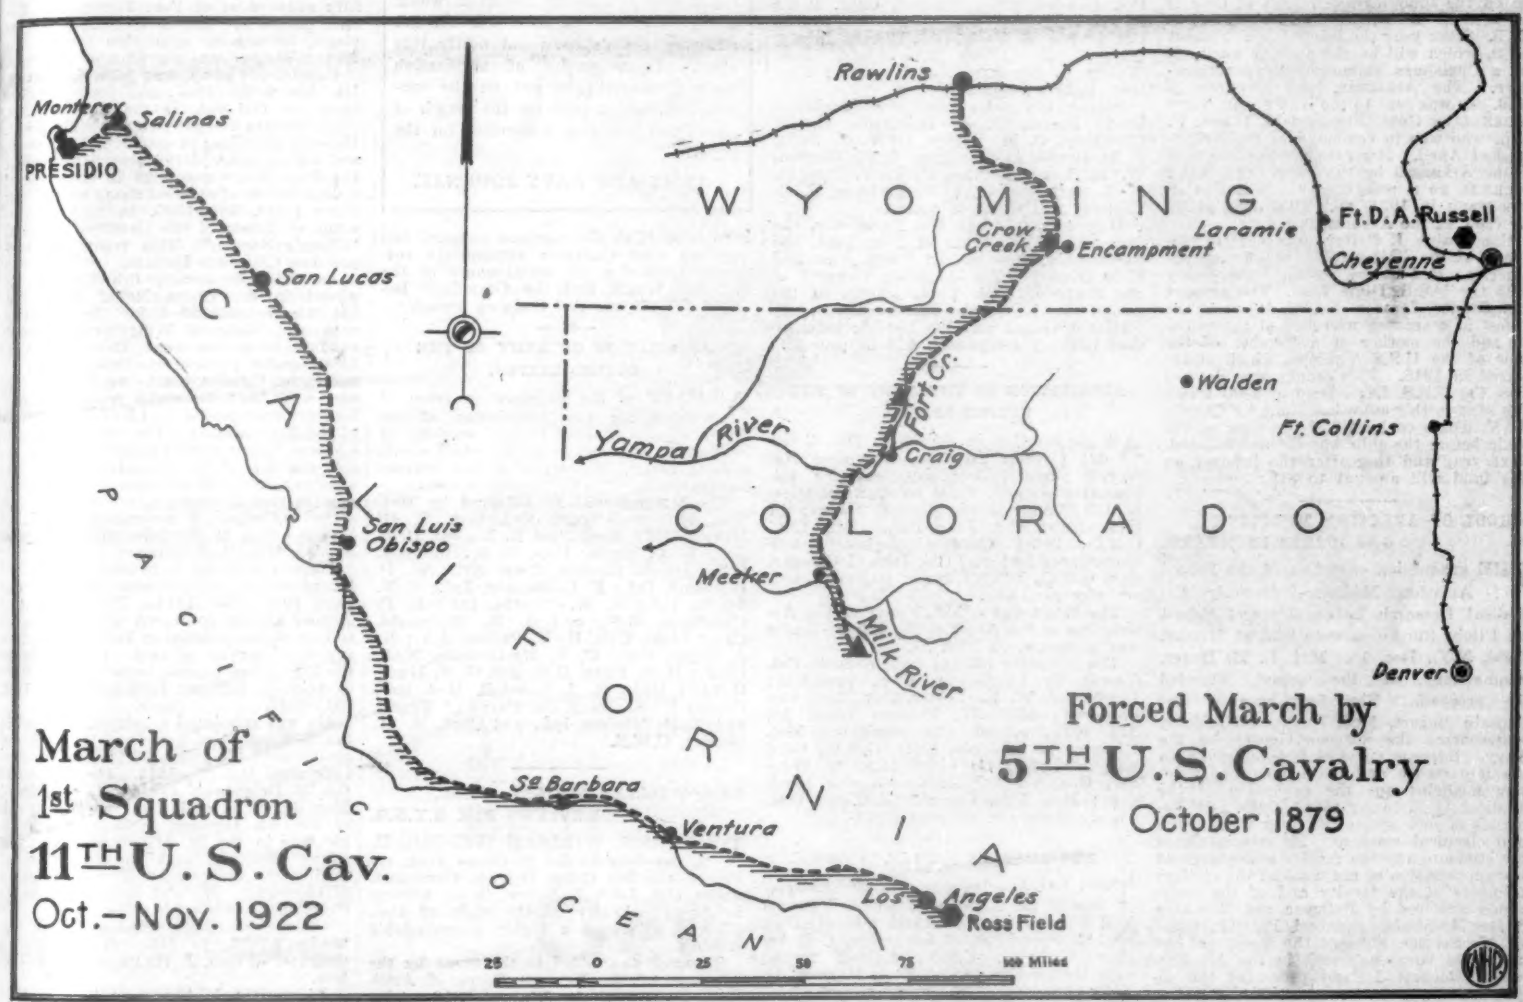 Monterey
Salinas
PRESIDIO
San Lucas
San Luis
Obispo
CALIFORNIA
PACIFIC OCEAN
Sa Barbara
Ventura
Los Angeles
Ross Field
March of
1st Squadron
11TH U.S. Cav.
Oct.–Nov. 1922
Rawlins
WYOMING
Crow
Creek
Encampment
Laramie
Ft. D. A. Russell
Cheyenne
Walden
Fort. Cr.
Yampa River
Craig
Ft. Collins
COLORADO
Meeker
Milk River
Denver
Forced March by
5TH U.S. Cavalry
October 1879
25 0 25 50 75 100 Miles
WHP.